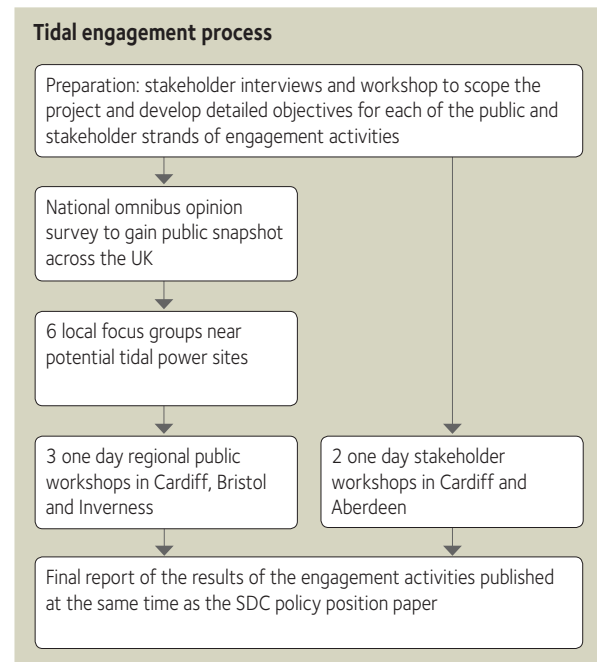 Tidal engagement process
Preparation: stakeholder interviews and workshop to scope the
project and develop detailed objectives for each of the public and
stakeholder strands of engagement activities
National omnibus opinion
survey to gain public snapshot
across the UK
6 local focus groups near
potential tidal power sites
3 one day regional public
workshops in Cardiff, Bristol
and Inverness
2 one day stakeholder
workshops in Cardiff and
Aberdeen
Final report of the results of the engagement activities published
at the same time as the SDC policy position paper